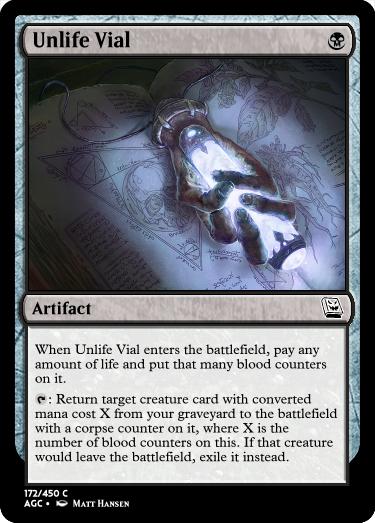 Unlife Vial
Artifact
When Unlife Vial enters the battlefield, pay any
amount of life and put that many blood counters
on it.
: Return target creature card with converted
mana cost X from your graveyard to the battlefield
with a corpse counter on it, where X is the
number of blood counters on this. If that creature
would leave the battlefield, exile it instead.
172/450 C
AGC • Matt Hansen